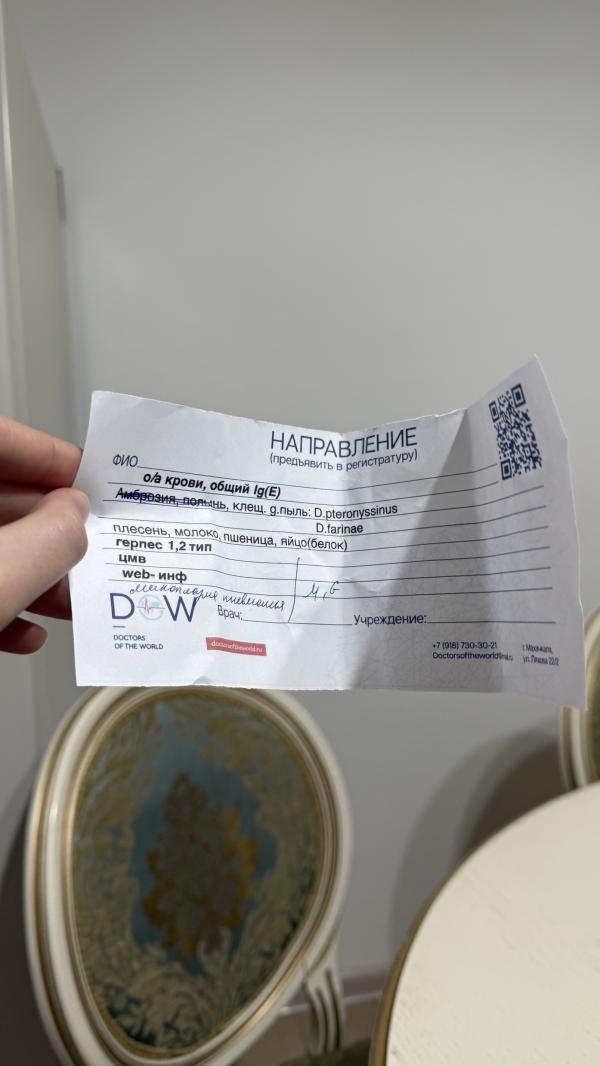 НАПРАВЛЕНИЕ
(предъявить в регистратуру)
ФИО
о/а крови, общий Ig(E)
Амброзия, полынь, клещ. д.пыль: D.pteronyssinus
D.farinae
плесень, молоко, пшеница, яйцо(белок)
герпес 1,2 тип
цмв
web- инф
микоплазма пневмония
M, G
DOW
Врач:
Учреждение:
DOCTORS
OF THE WORLD
doctorsoftheworld.ru
+7 (918) 730-30-21
г. Махачкала,